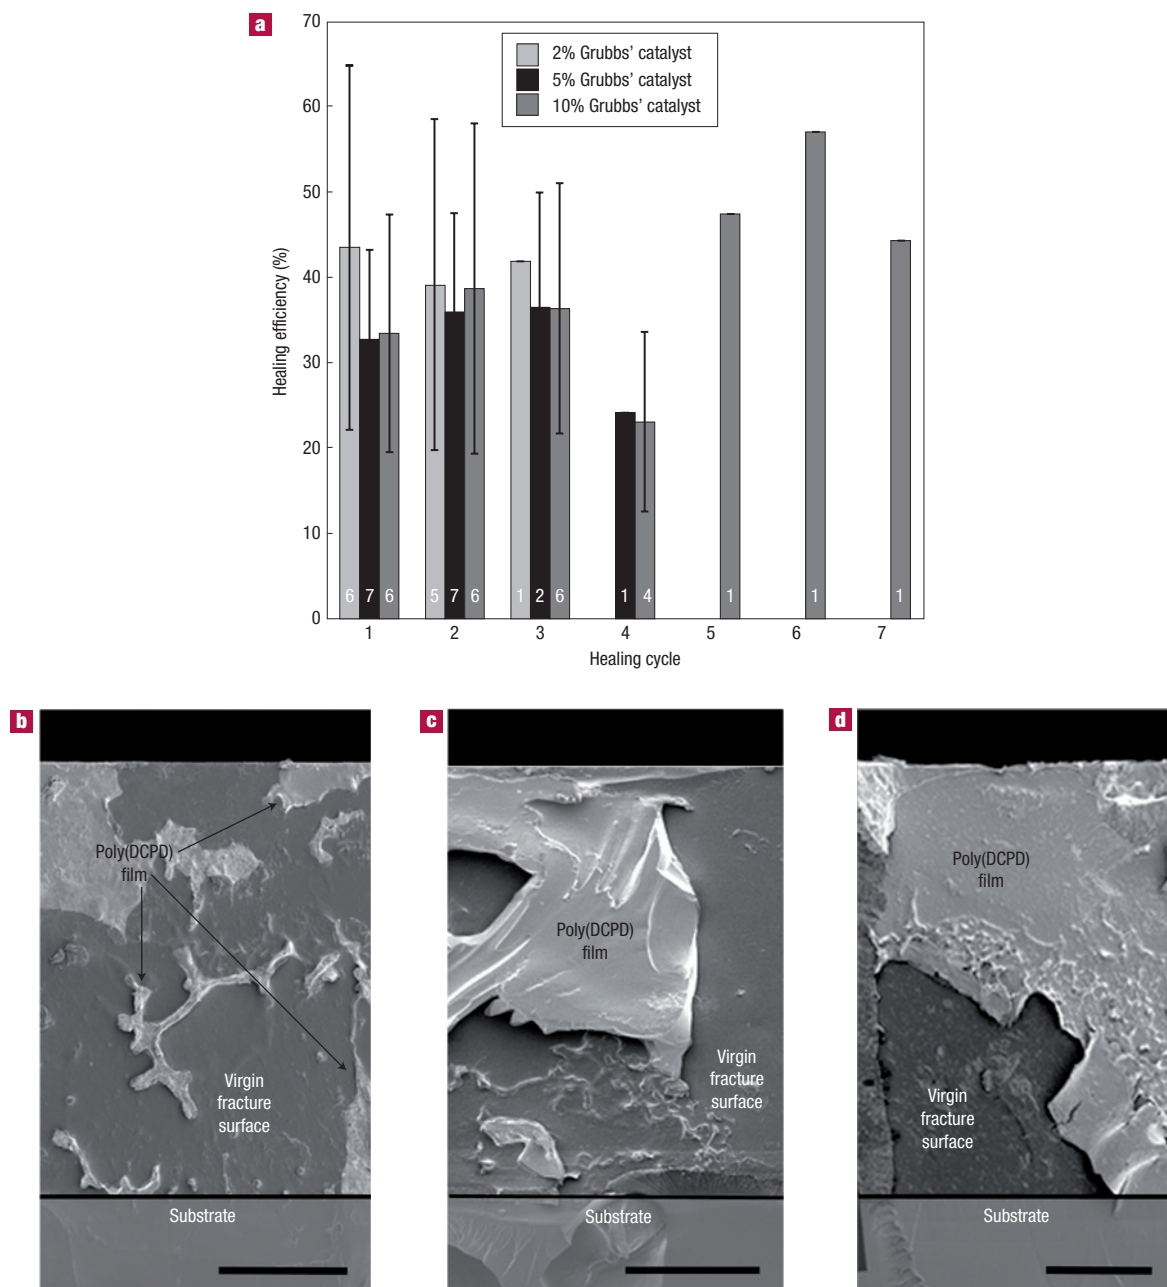 a
70
60
50
40
30
20
10
0
Healing efficiency (%)
2% Grubbs' catalyst
5% Grubbs' catalyst
10% Grubbs' catalyst
6 7 6 5 7 6 1 2 6 1 4 1 1 1
1 2 3 4 5 6 7
Healing cycle
b
Poly(DCPD)
film
Virgin
fracture
surface
Substrate
c
Poly(DCPD)
film
Virgin
fracture
surface
Substrate
d
Poly(DCPD)
film
Virgin
fracture
surface
Substrate